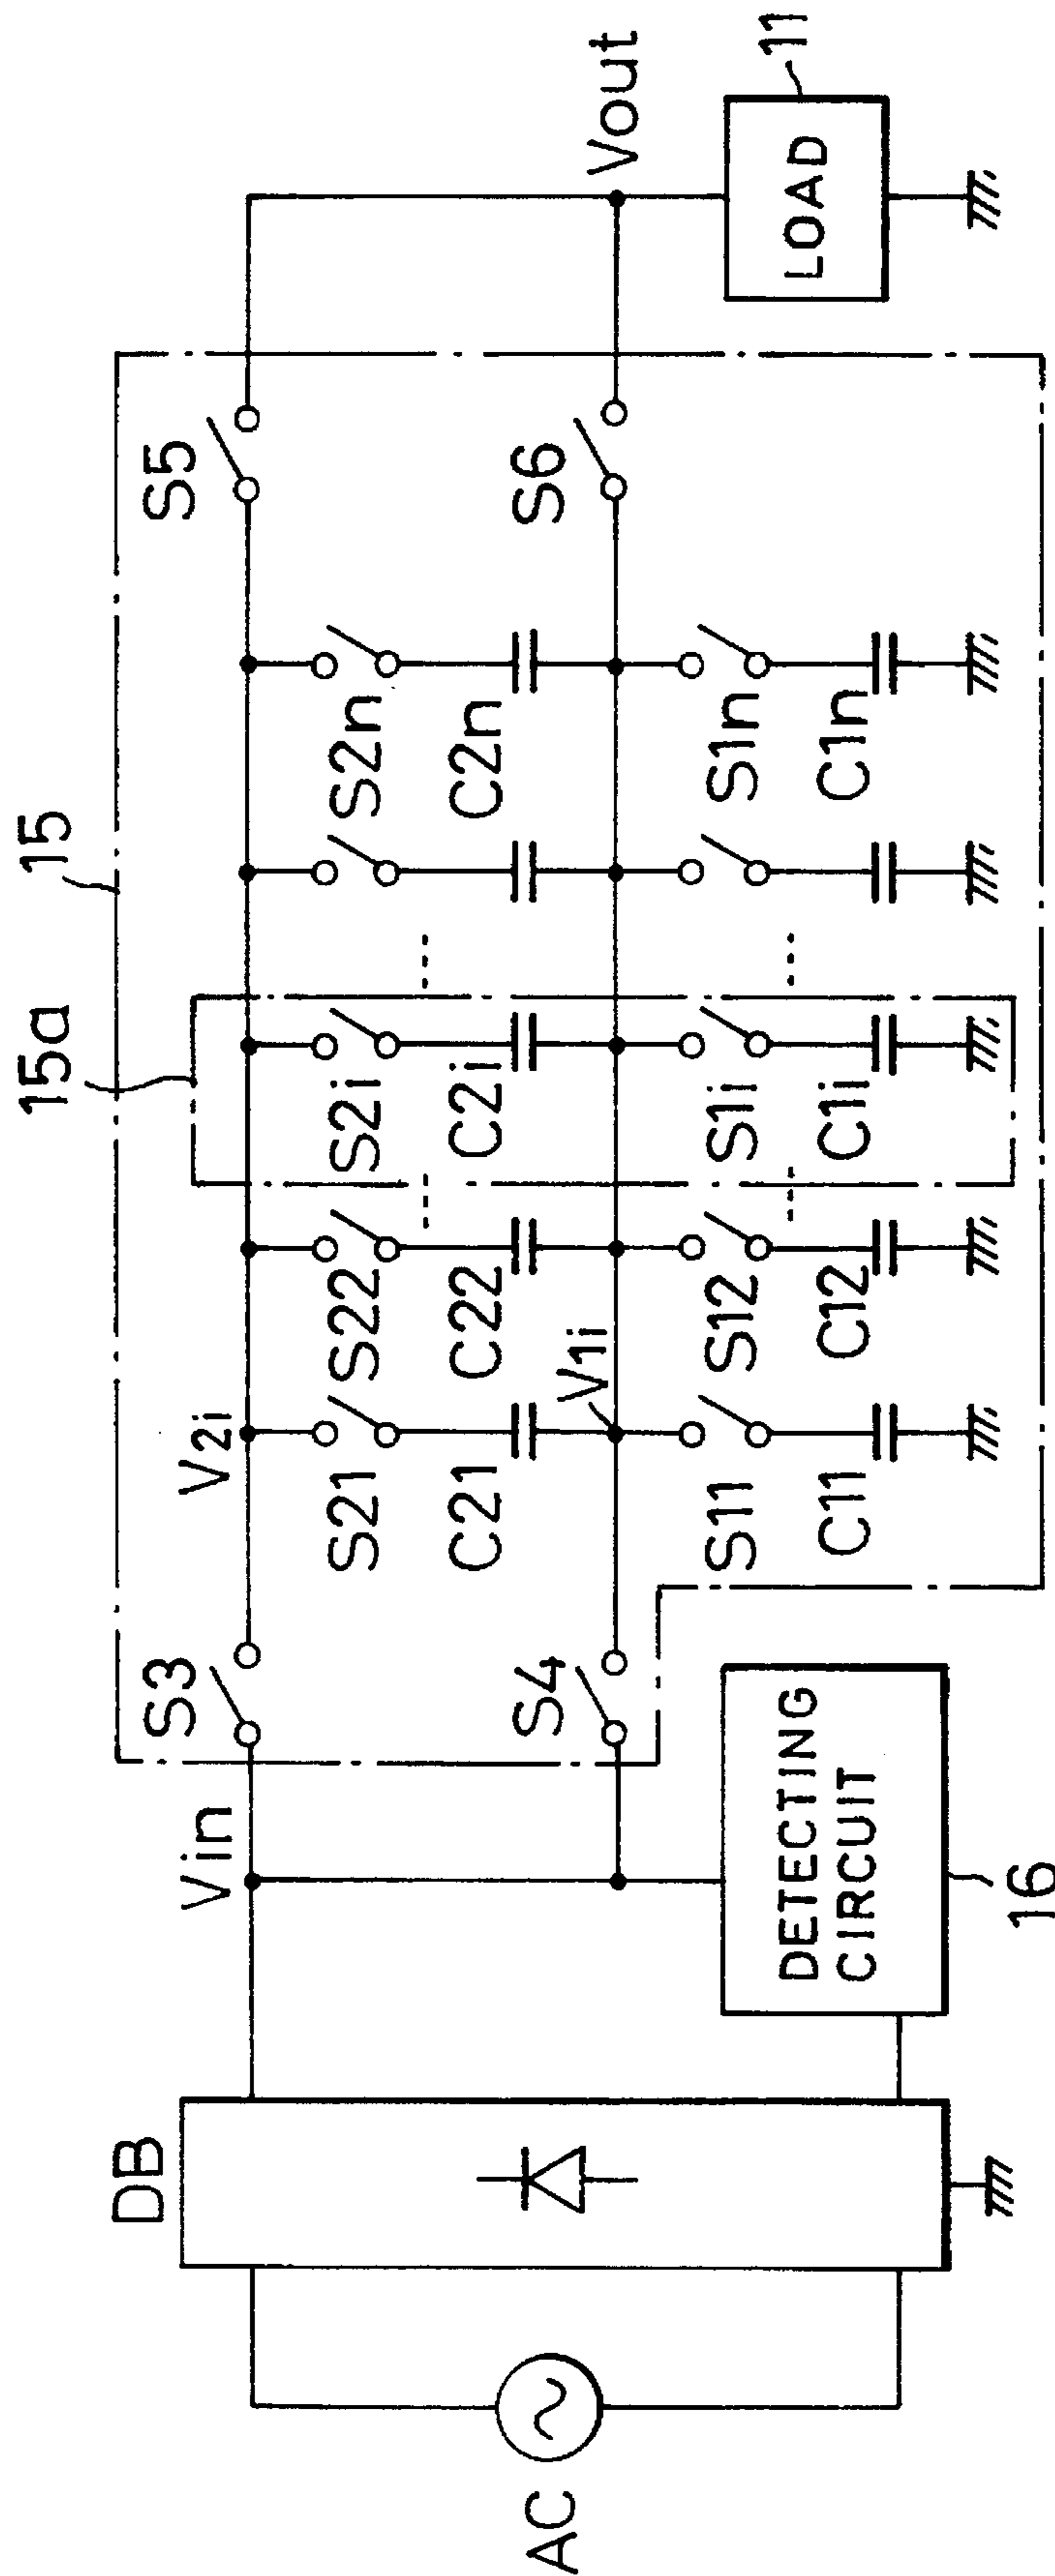 15
15a
DB
Vin
S3
V2i
S5
S21
S22
S2i
S2n
C21
C22
C2i
C2n
AC
S4
V1i
S6
Vout
S11
S12
S1i
S1n
C11
C12
C1i
C1n
DETECTING
CIRCUIT
16
LOAD
11